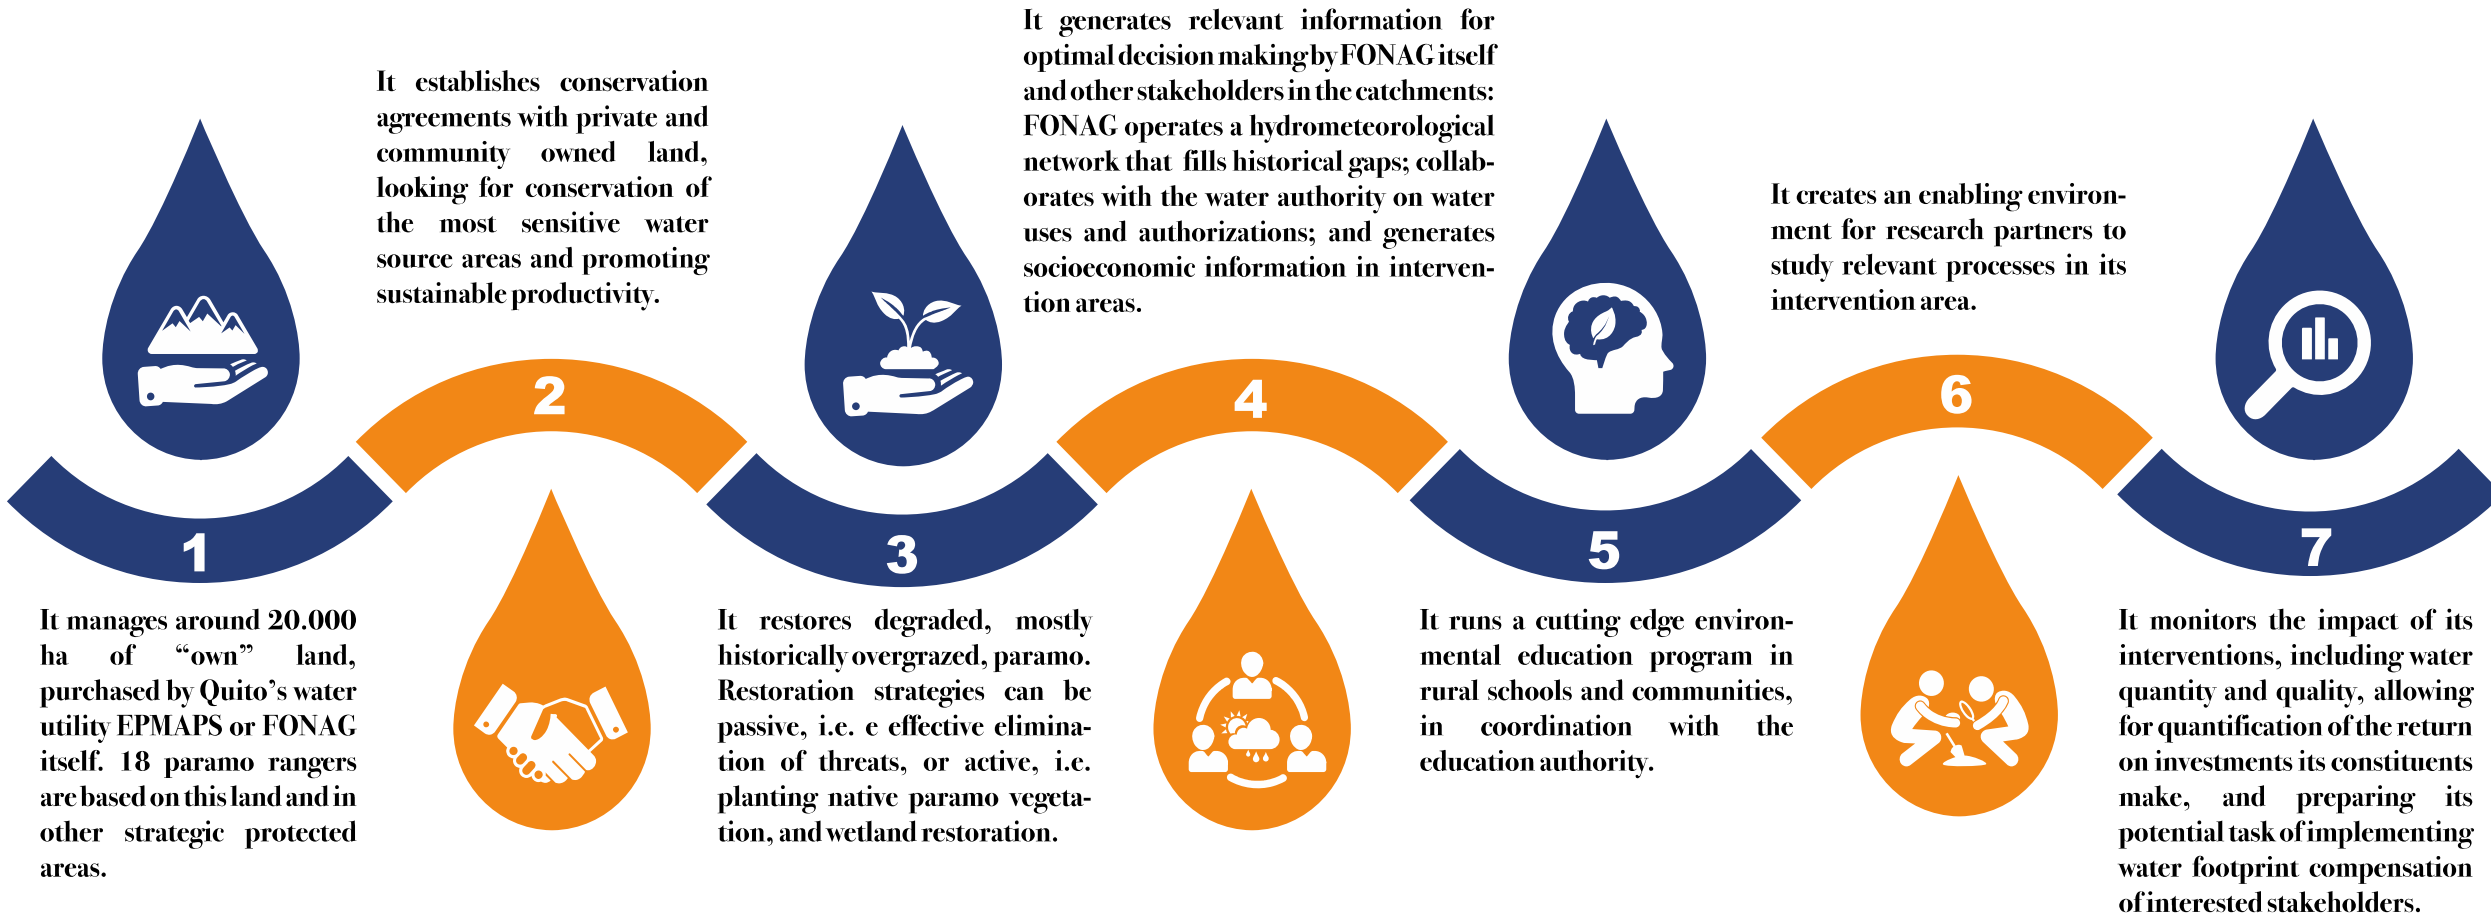 1
It manages around 20.000
ha of “own” land,
purchased by Quito’s water
utility EPMAPS or FONAG
itself. 18 paramo rangers
are based on this land and in
other strategic protected
areas.
It establishes conservation
agreements with private and
community owned land,
looking for conservation of
the most sensitive water
source areas and promoting
sustainable productivity.
2
3
It restores degraded, mostly
historically overgrazed, paramo.
Restoration strategies can be
passive, i.e. e effective elimina-
tion of threats, or active, i.e.
planting native paramo vegeta-
tion, and wetland restoration.
It generates relevant information for
optimal decision making by FONAG itself
and other stakeholders in the catchments:
FONAG operates a hydrometeorological
network that fills historical gaps; collab-
orates with the water authority on water
uses and authorizations; and generates
socioeconomic information in interven-
tion areas.
4
5
It runs a cutting edge environ-
mental education program in
rural schools and communities,
in coordination with the
education authority.
It creates an enabling environ-
ment for research partners to
study relevant processes in its
intervention area.
6
7
It monitors the impact of its
interventions, including water
quantity and quality, allowing
for quantification of the return
on investments its constituents
make, and preparing its
potential task of implementing
water footprint compensation
of interested stakeholders.